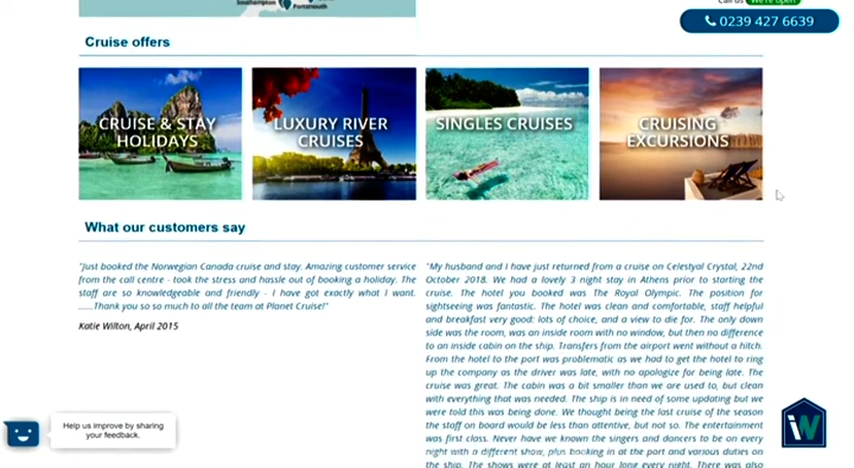 Call us We're open
0239 427 6639
Southampton
Portsmouth
Cruise offers
CRUISE & STAY
HOLIDAYS
LUXURY RIVER
CRUISES
SINGLES CRUISES
CRUISING
EXCURSIONS
What our customers say
"Just booked the Norwegian Canada cruise and stay. Amazing customer service
from the call centre - took the stress and hassle out of booking a holiday. The
staff are so knowledgeable and friendly - I have got exactly what I want.
......Thank you so so much to all the team at Planet Cruise!"
Katie Wilton, April 2015
"My husband and I have just returned from a cruise on Celestyal Crystal, 22nd
October 2018. We had a lovely 3 night stay in Athens prior to starting the
cruise. The hotel you booked was The Royal Olympic. The position for
sightseeing was fantastic. The hotel was clean and comfortable, staff helpful
and breakfast very good: lots of choice, and a view to die for. The only down
side was the room, was an inside room with no window, but then no difference
to an inside cabin on the ship. Transfers from the airport went without a hitch.
From the hotel to the port was problematic as we had to get the hotel to ring
up the company as the driver was late, with no apologize for being late. The
cruise was great. The cabin was a bit smaller than we are used to, but clean
with everything that was needed. The ship is in need of some updating but we
were told this was being done. We thought being the last cruise of the season
the staff on board would be less than attentive, but not so. The entertainment
was first class. Never have we known the singers and dancers to be on every
night with a different show, plus booking in at the port and various duties on
the ship. The shows were at least an hour long every night. There was also
Help us improve by sharing
your feedback.
iW